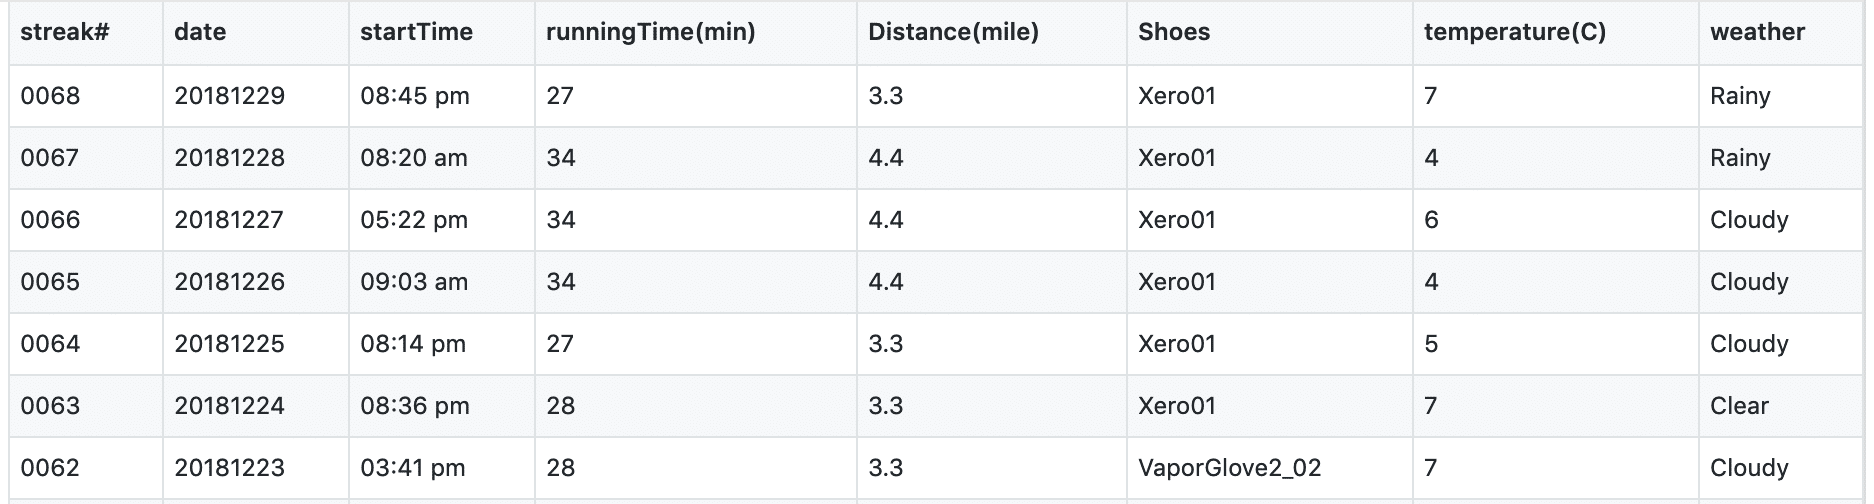 streak# date startTime runningTime(min) Distance(mile) Shoes temperature(C) weather
0068 20181229 08:45 pm 27 3.3 Xero01 7 Rainy
0067 20181228 08:20 am 34 4.4 Xero01 4 Rainy
0066 20181227 05:22 pm 34 4.4 Xero01 6 Cloudy
0065 20181226 09:03 am 34 4.4 Xero01 4 Cloudy
0064 20181225 08:14 pm 27 3.3 Xero01 5 Cloudy
0063 20181224 08:36 pm 28 3.3 Xero01 7 Clear
0062 20181223 03:41 pm 28 3.3 VaporGlove2_02 7 Cloudy